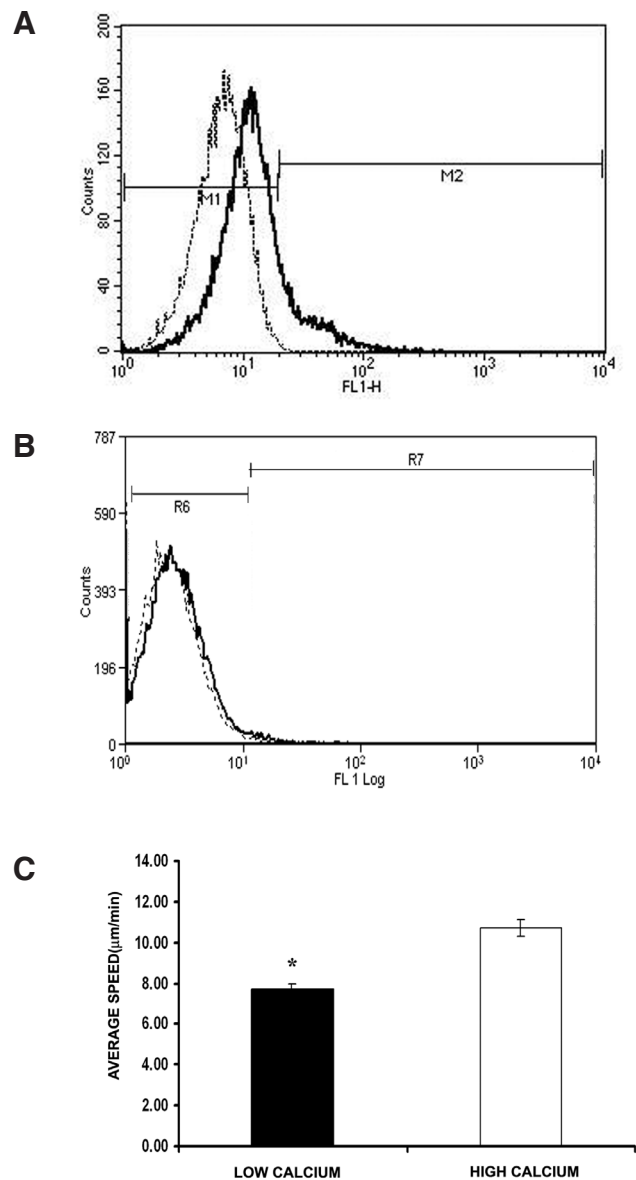 A
200
160
120
80
40
0
Counts
M1
M2
10^0 10^1 10^2 10^3 10^4
FL1-H
B
787
590
393
196
0
Counts
R6
R7
10^0 10^1 10^2 10^3 10^4
FL 1 Log
C
14.00
12.00
10.00
8.00
6.00
4.00
2.00
0.00
AVERAGE SPEED(µm/min)
*
LOW CALCIUM HIGH CALCIUM